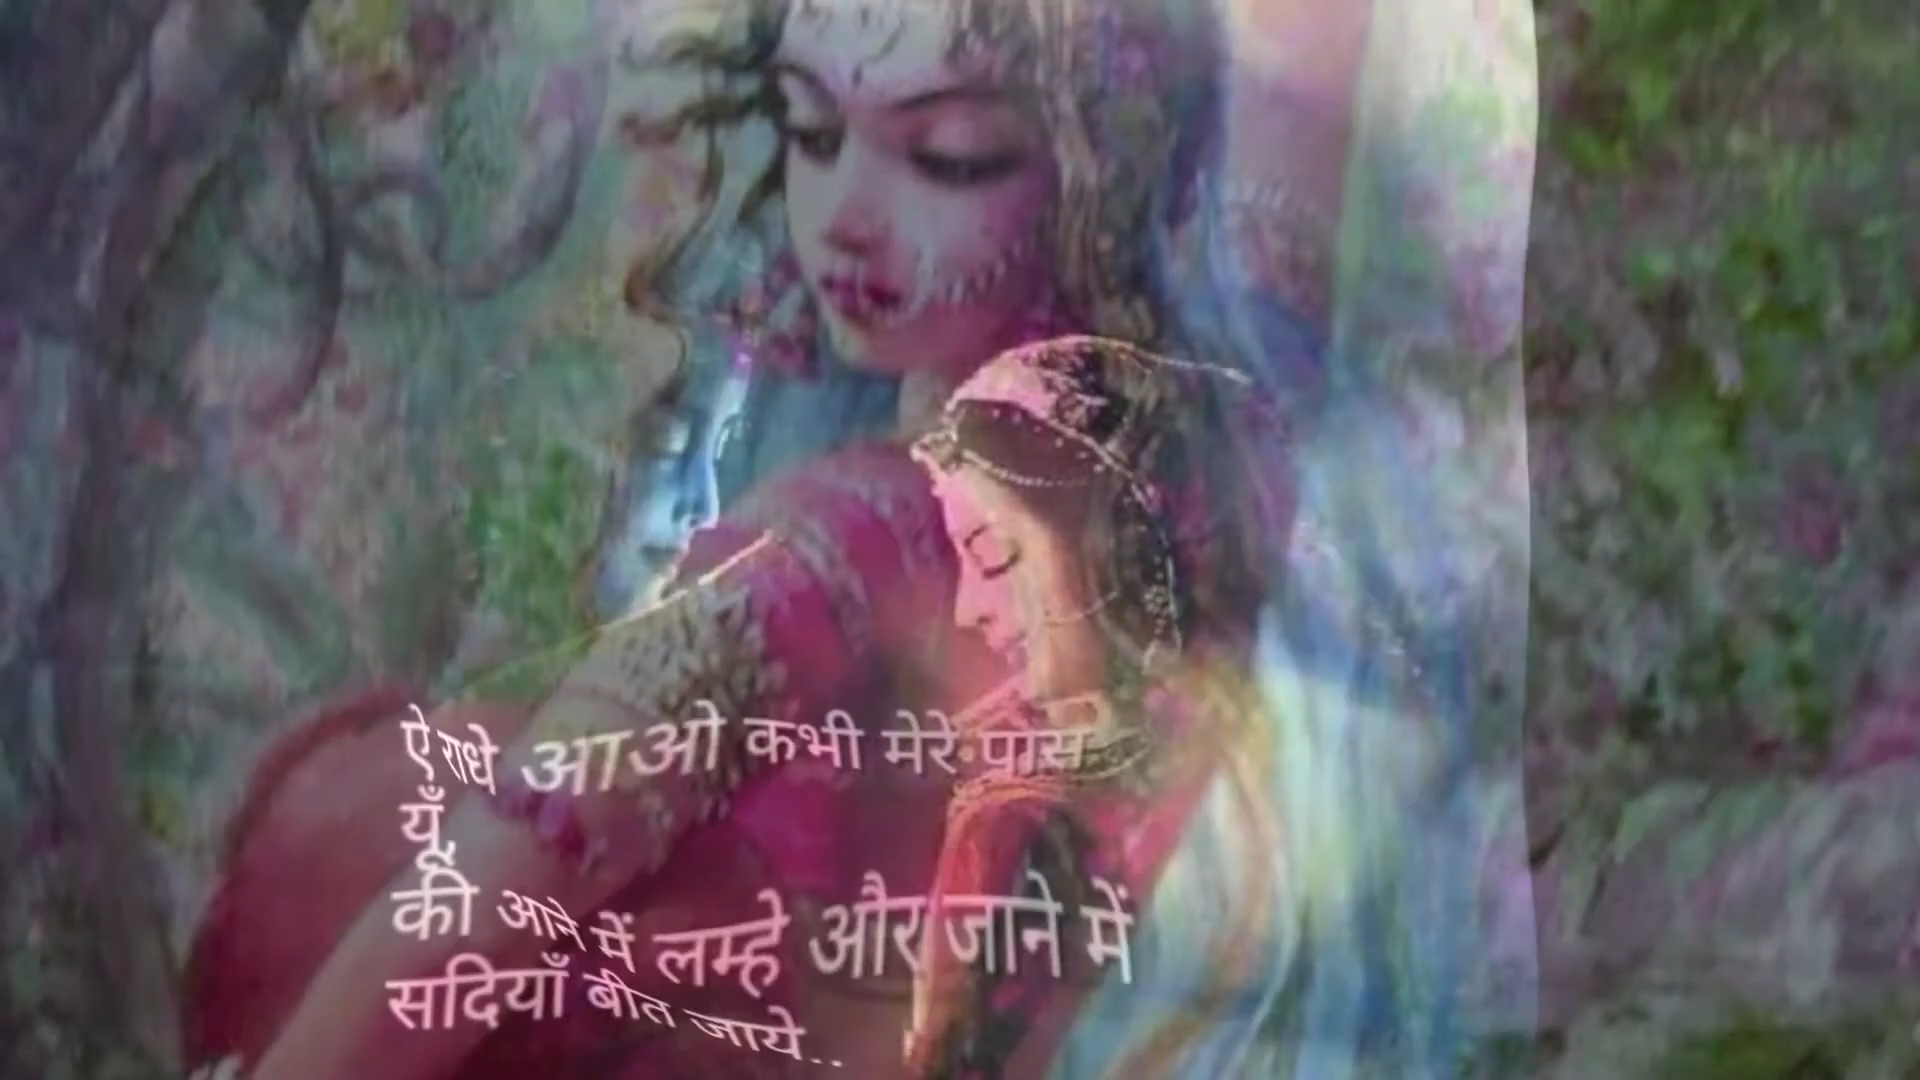 ऐ राधे आओ कभी मेरे पास
यूँ
की आने में लम्हे और जाने में
सदियाँ बीत जाये..